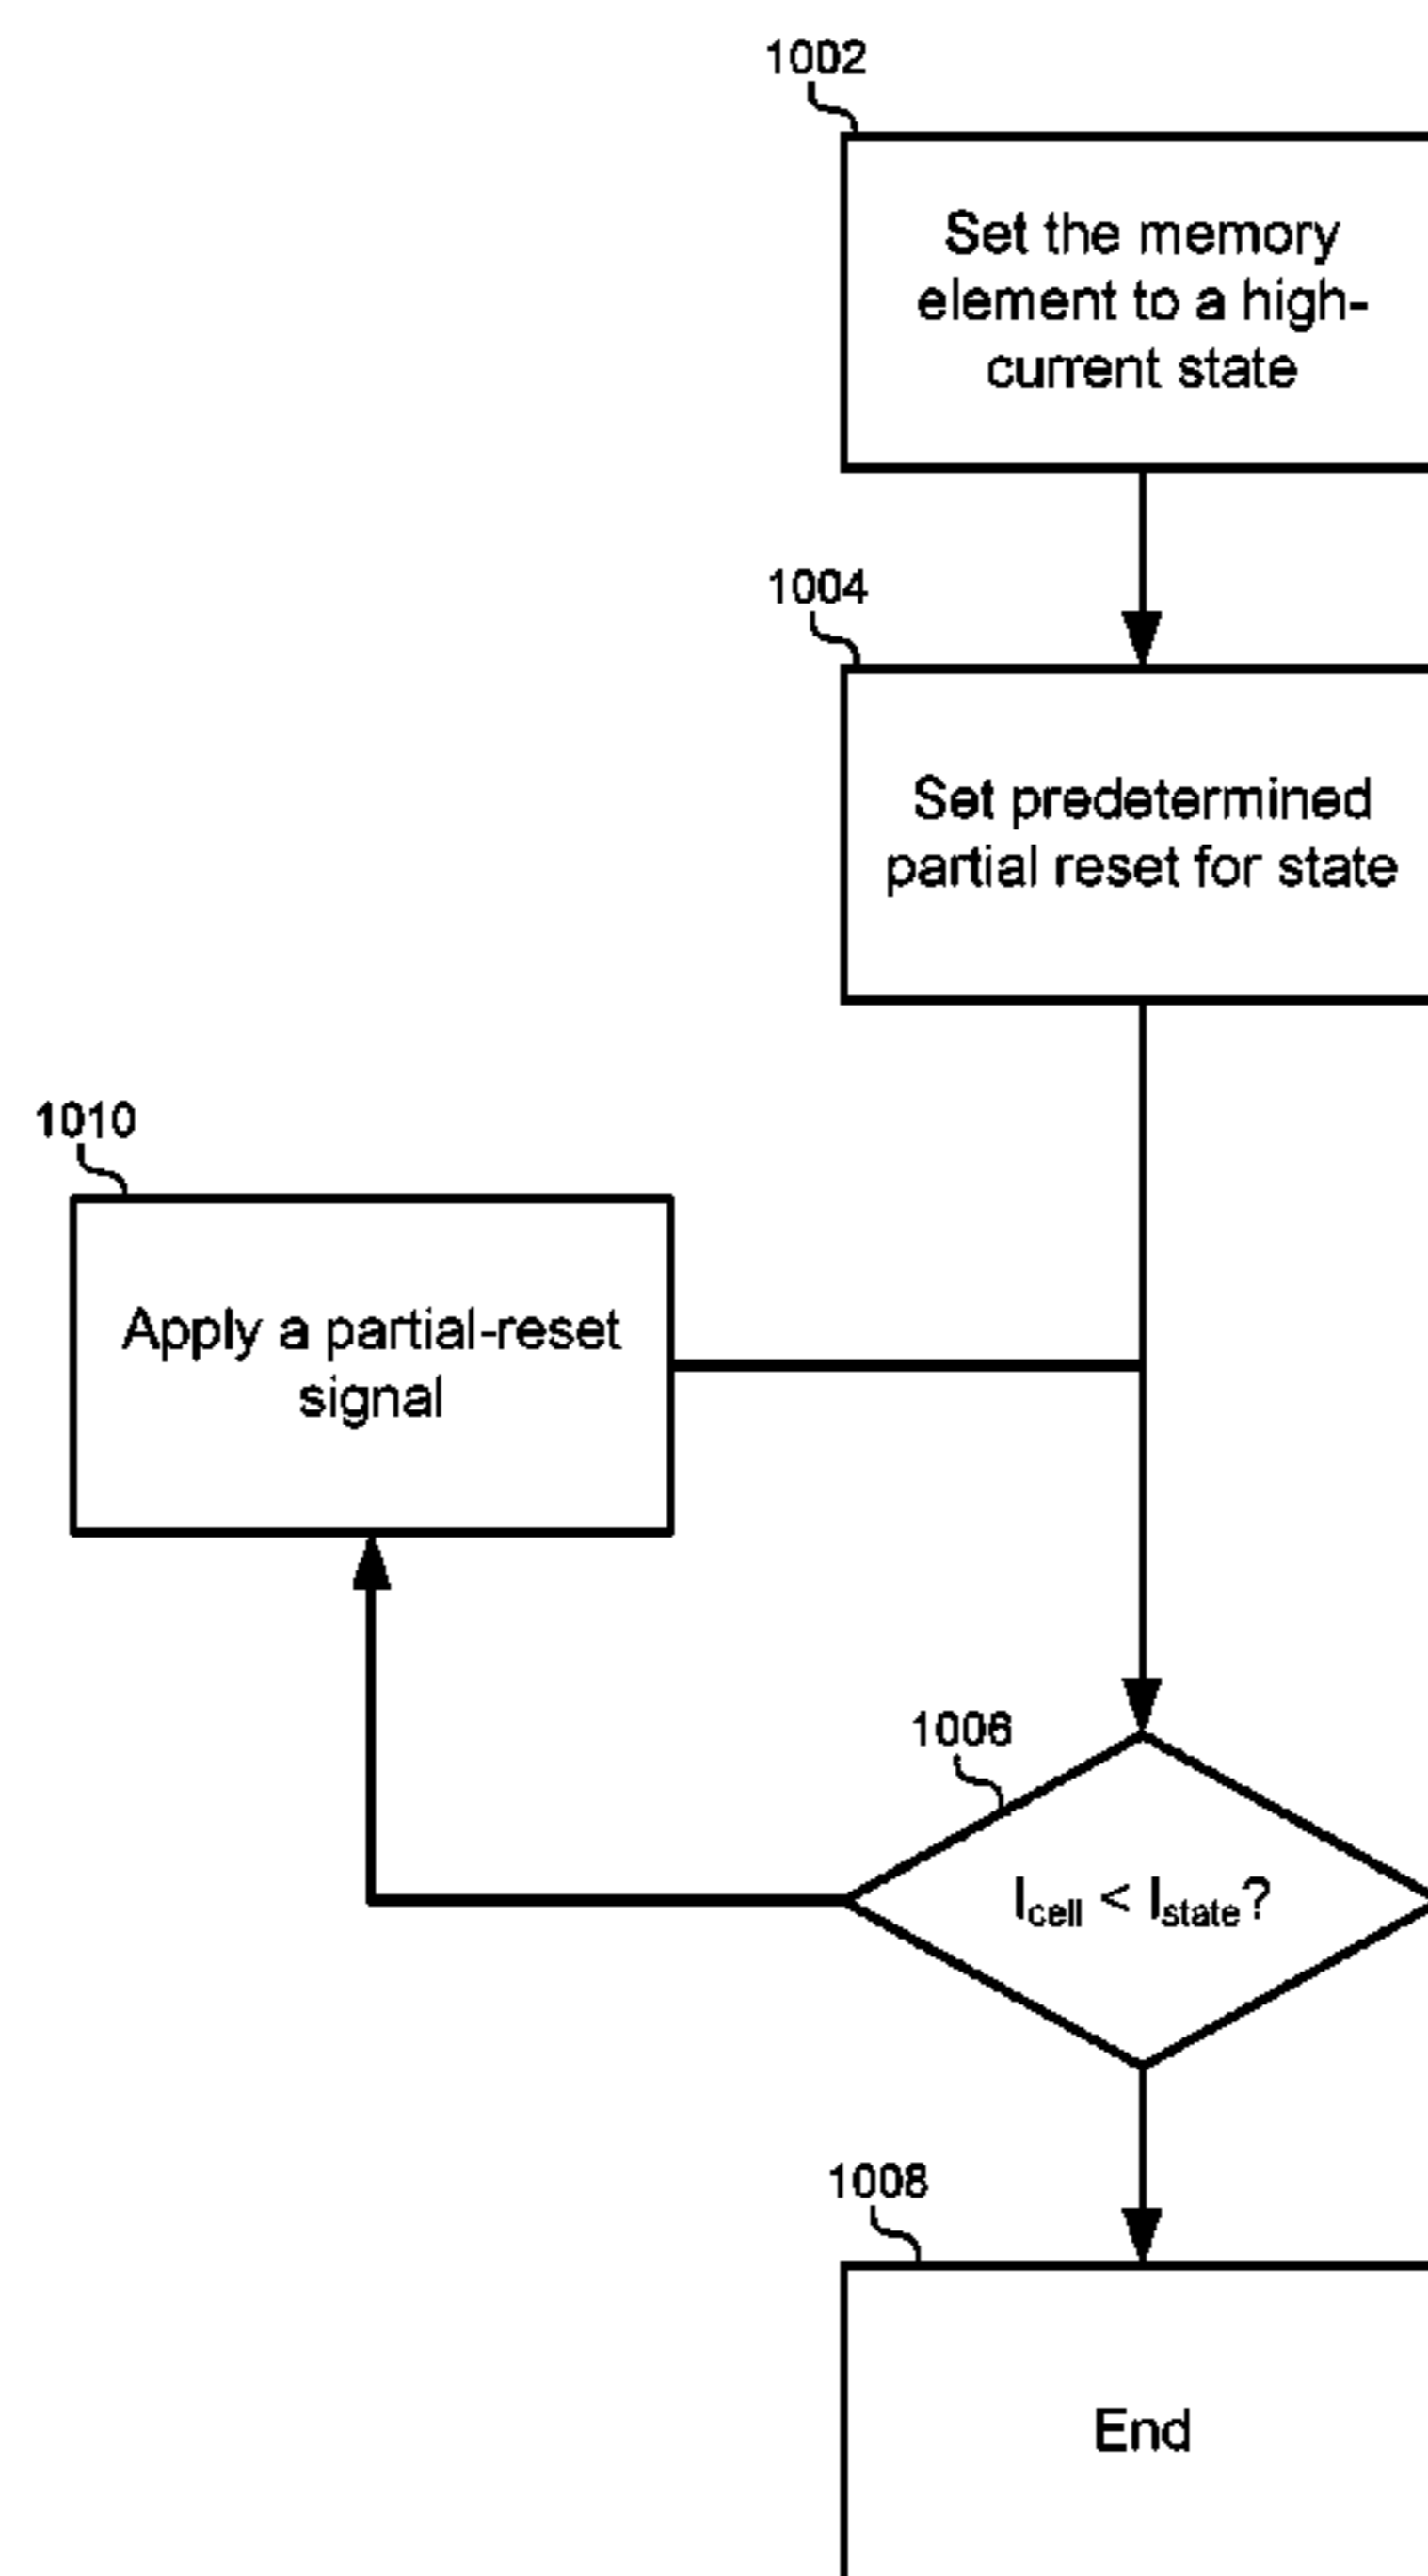 1002
Set the memory
element to a high-
current state
1004
Set predetermined
partial reset for state
1010
Apply a partial-reset
signal
1006
Icell < Istate?
1008
End